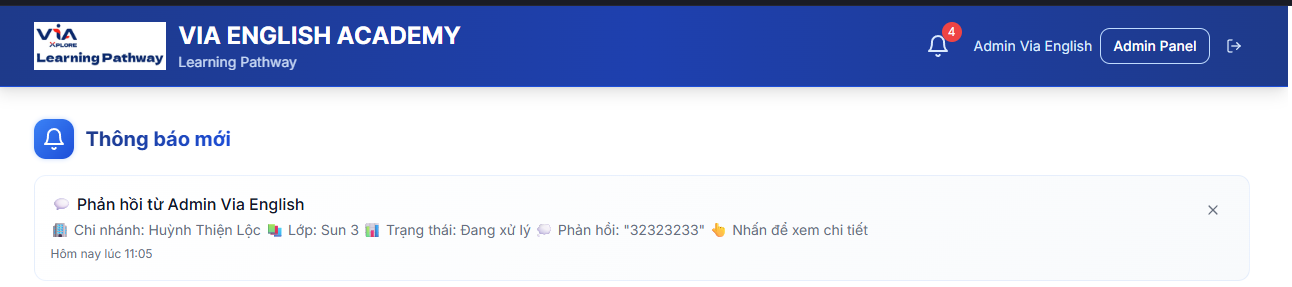 VIA
XPLORE
Learning Pathway
VIA ENGLISH ACADEMY
Learning Pathway
4
Admin Via English
Admin Panel
Thông báo mới
Phản hồi từ Admin Via English
Chi nhánh: Huỳnh Thiện Lộc Lớp: Sun 3 Trạng thái: Đang xử lý Phản hồi: "32323233" Nhấn để xem chi tiết
Hôm nay lúc 11:05